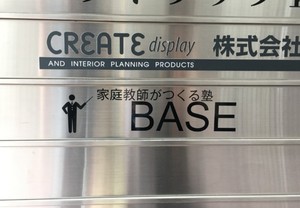 CREATE display 株式会社
AND INTERIOR PLANNING PRODUCTS
家庭教師がつくる塾
BASE